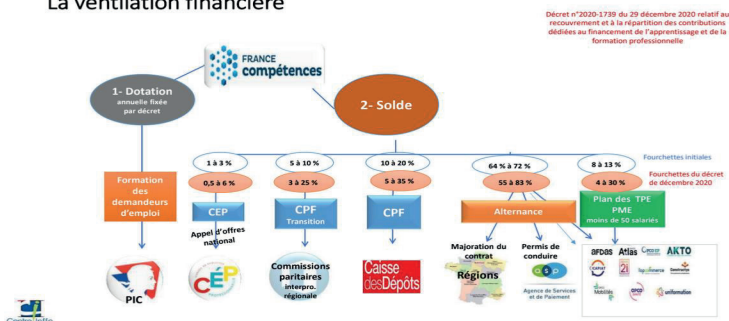 La ventilation financière
Décret n°2020-1739 du 29 décembre 2020 relatif au
recouvrement et à la répartition des contributions
dédiées au financement de l'apprentissage et de la
formation professionnelle
FRANCE
compétences
1- Dotation
annuelle fixée
par décret
2- Solde
1 à 3 %
5 à 10 %
10 à 20 %
64 % à 72 %
8 à 13 %
Fourchettes initiales
0,5 à 6 %
3 à 25 %
5 à 35 %
55 à 83 %
4 à 30 %
Fourchettes du décret
de décembre 2020
Formation
des
demandeurs
d'emploi
CEP
CPF
Transition
CPF
Alternance
Plan des TPE
PME
moins de 50 salariés
Appel d'offres
national
PIC
CÉP
Commissions
paritaires
interpro.
régionale
Caisse
desDépôts
Majoration du
contrat
Régions
Permis de
conduire
asp
Agence de Services
et de Paiement
afdas
Atlas
AKTO
2i
Mobilités
opco
uniformation